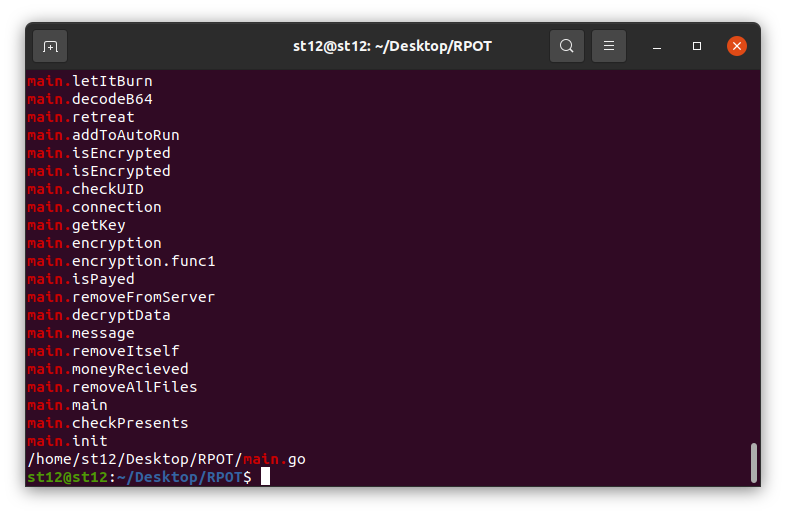 st12@st12: ~/Desktop/RPOT
main.letItBurn
main.decodeB64
main.retreat
main.addToAutoRun
main.isEncrypted
main.isEncrypted
main.checkUID
main.connection
main.getKey
main.encryption
main.encryption.func1
main.isPayed
main.removeFromServer
main.decryptData
main.message
main.removeItself
main.moneyRecieved
main.removeAllFiles
main.main
main.checkPresents
main.init
/home/st12/Desktop/RPOT/main.go
st12@st12:~/Desktop/RPOT$